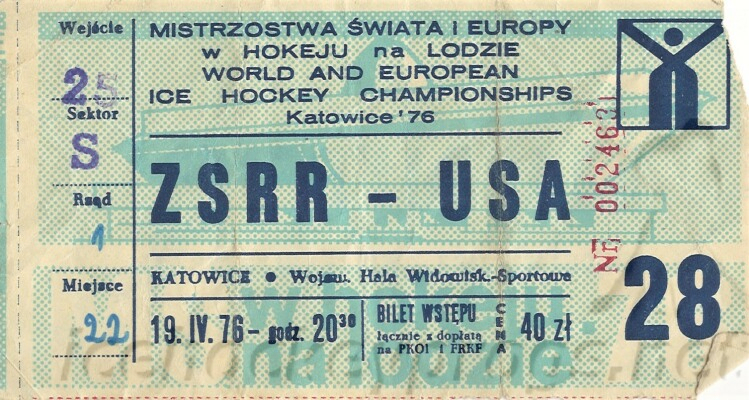 Wejście
25
Sektor
S
Rząd
1
Miejsce
22
MISTRZOSTWA ŚWIATA i EUROPY
w HOKEJU na LODZIE
WORLD AND EUROPEAN
ICE HOCKEY CHAMPIONSHIPS
Katowice '76
ZSRR – USA
KATOWICE • Wojew. Hala Widowisk.-Sportowa
19. IV. 76 – godz. 20³⁰
BILET WSTĘPU
łącznie z dopłatą
na PKOl i FRKF
CENA
40 zł
Nr 0024631
28